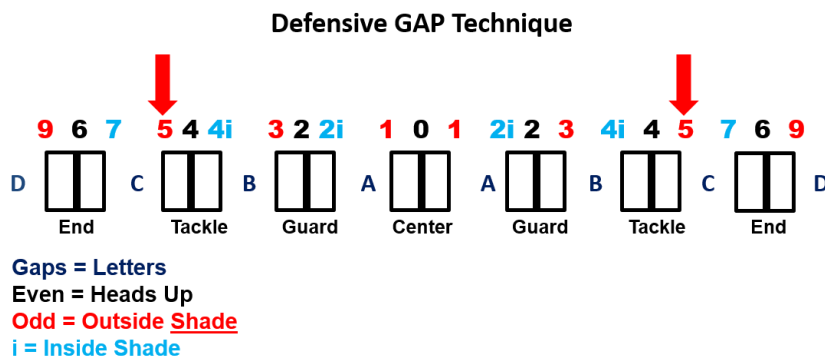 Defensive GAP Technique
9 6 7 5 4 4i 3 2 2i 1 0 1 2i 2 3 4i 4 5 7 6 9
D C B A A B C D
End Tackle Guard Center Guard Tackle End
Gaps = Letters
Even = Heads Up
Odd = Outside Shade
i = Inside Shade